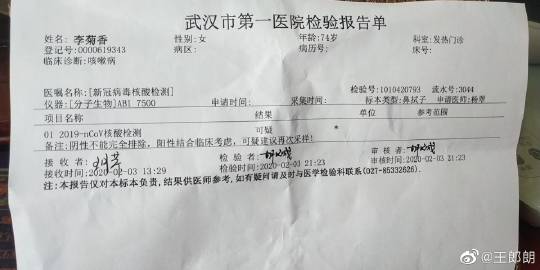 武汉市第一医院检验报告单
姓名:李菊香 性别:女 年龄:74岁 科室:发热门诊
登记号:0000619343 病区: 病历号: 床号:
临床诊断:咳嗽病
医嘱名称:[新冠病毒核酸检测] 检验号:1010420793 流水号:3044
仪器:[分子生物]ABI 7500 申请时间: 采集时间: 标本类型:鼻拭子 申请医师:杨翠
项目名称 结果 单位 参考范围
01 2019-nCoV核酸检测 可疑 *
备注:阴性不能完全排除，阳性结合临床考虑，可疑建议再次采样!
接收者: 检验者: 审核者:
接收时间:2020-02-03 13:29 检验时间:2020-02-03 21:23 审核时间:2020-02-03 21:23
注:本报告仅对本标本负责,结果供医师参考,如有疑问请及时与医学检验科联系(027-85332626).
@王郎朗